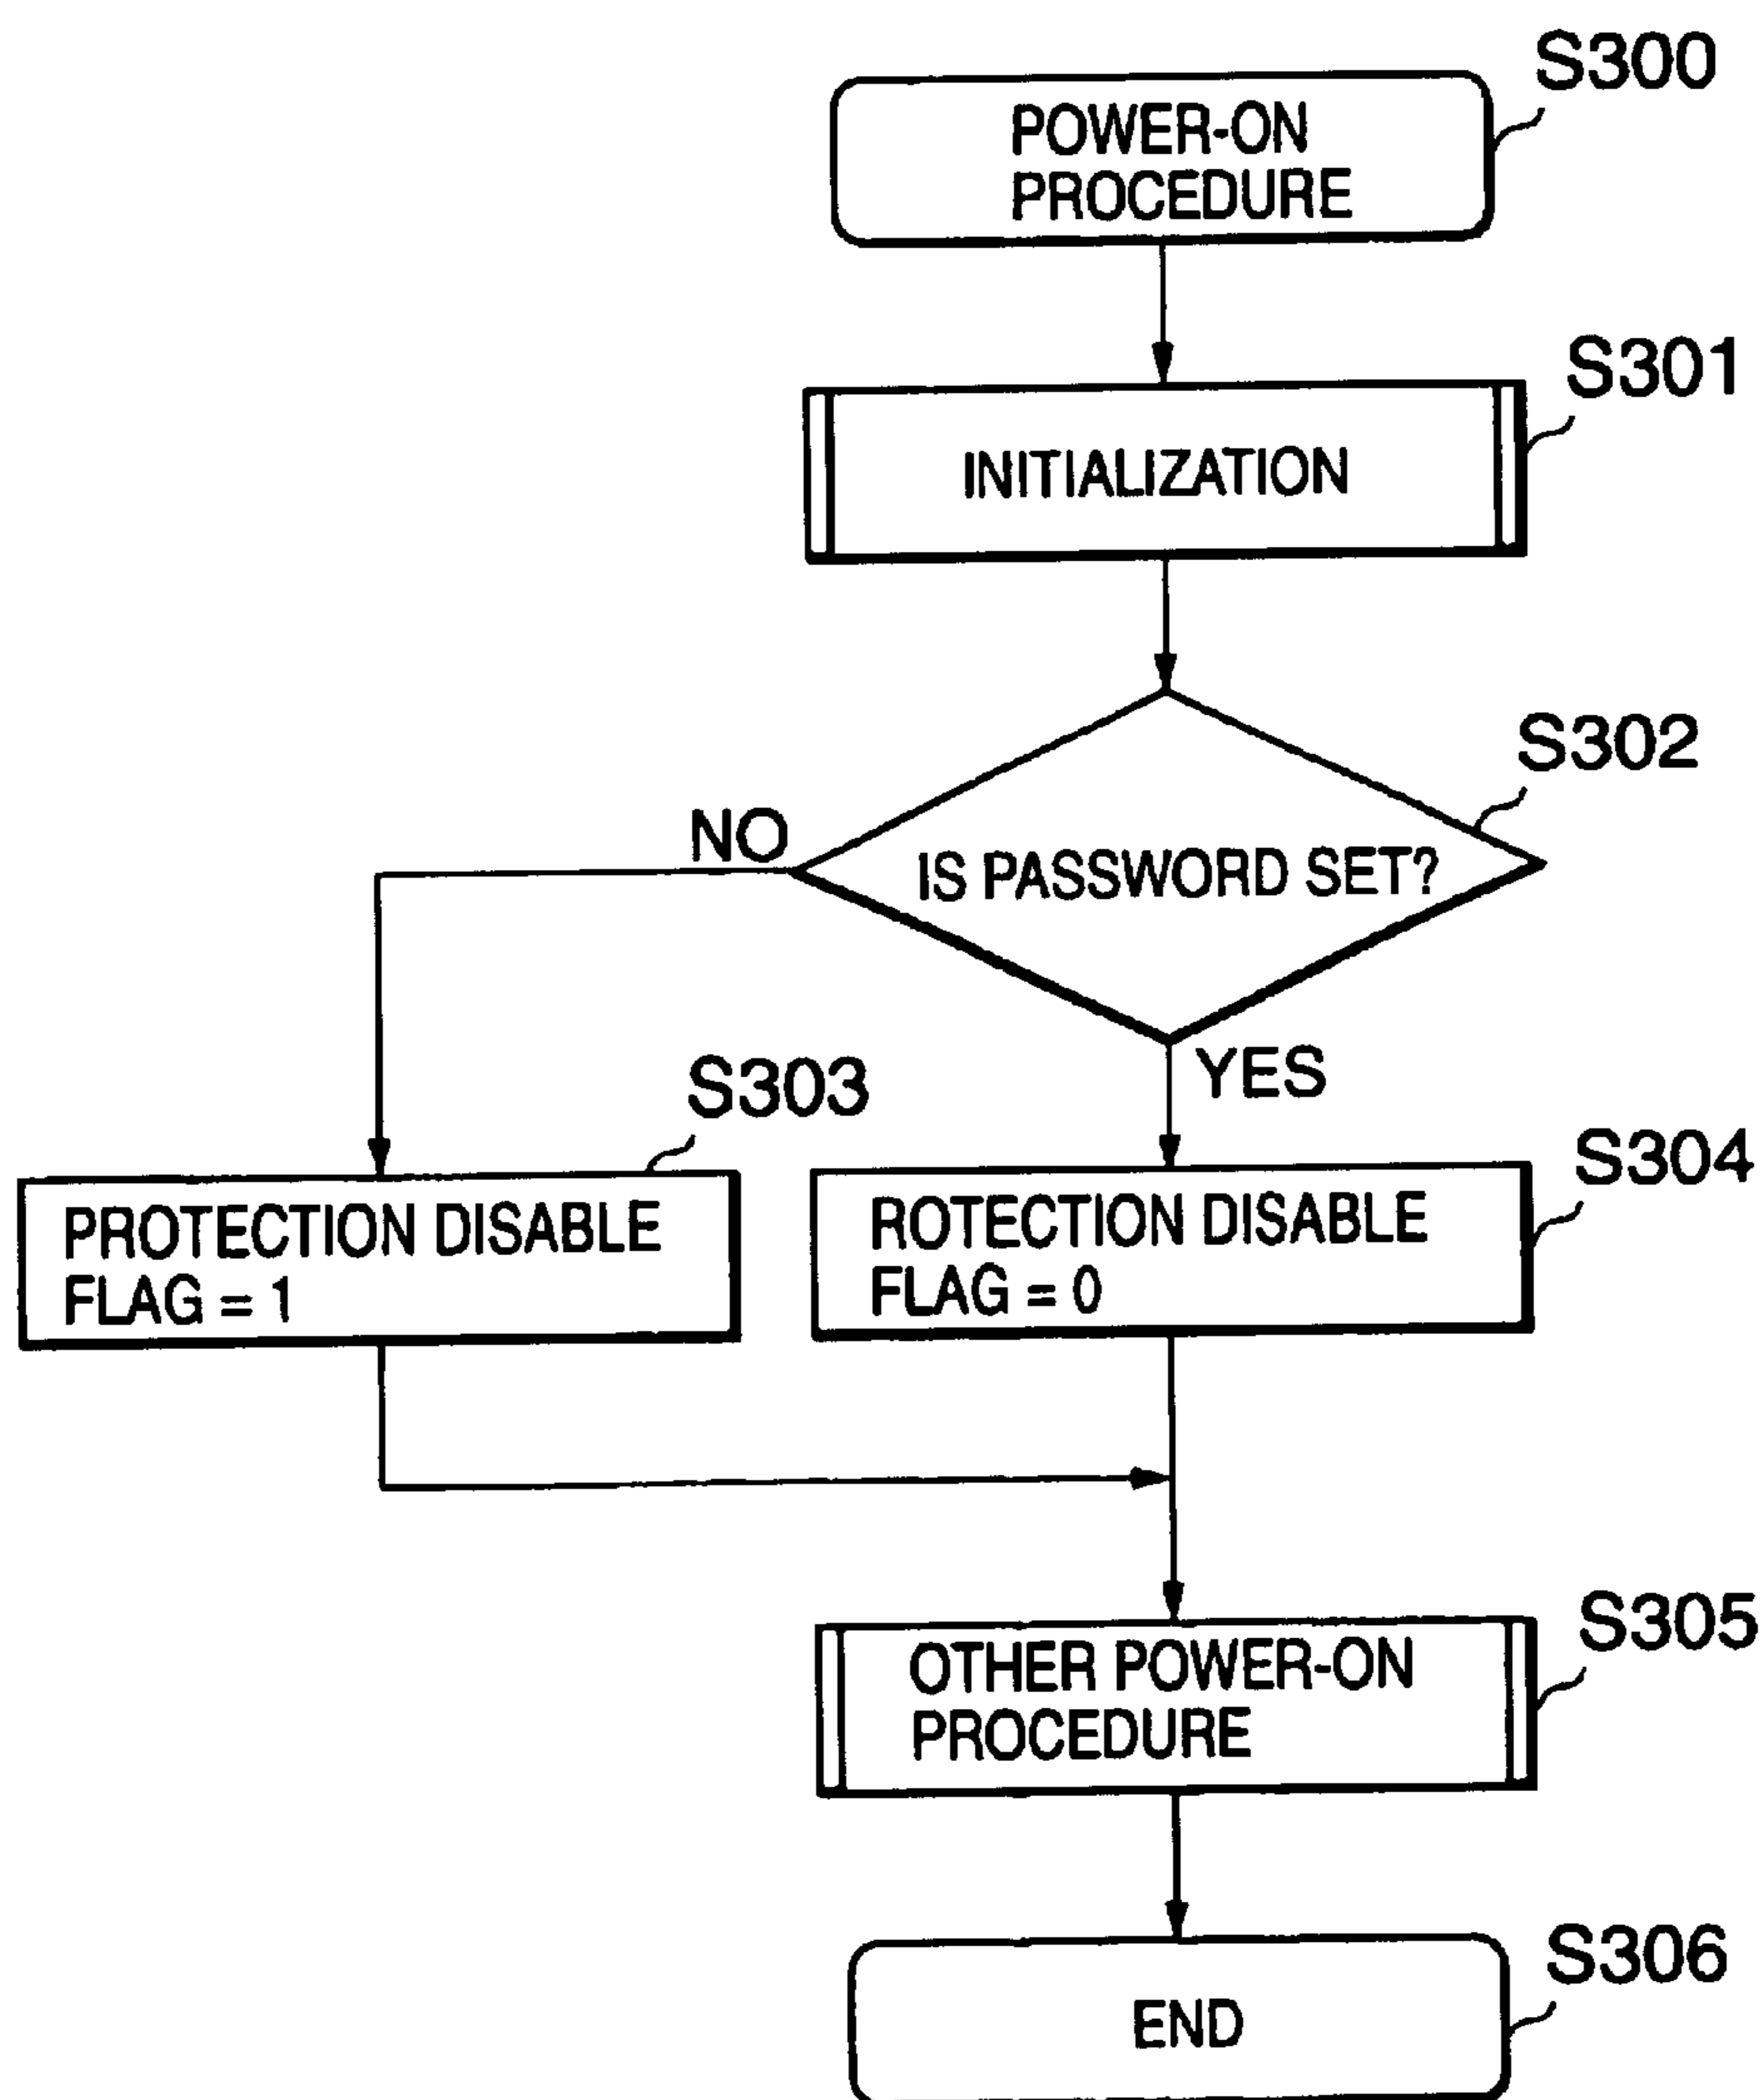 S300
POWER-ON
PROCEDURE
S301
INITIALIZATION
S302
NO
IS PASSWORD SET?
YES
S303
PROTECTION DISABLE
FLAG = 1
S304
ROTECTION DISABLE
FLAG = 0
S305
OTHER POWER-ON
PROCEDURE
S306
END